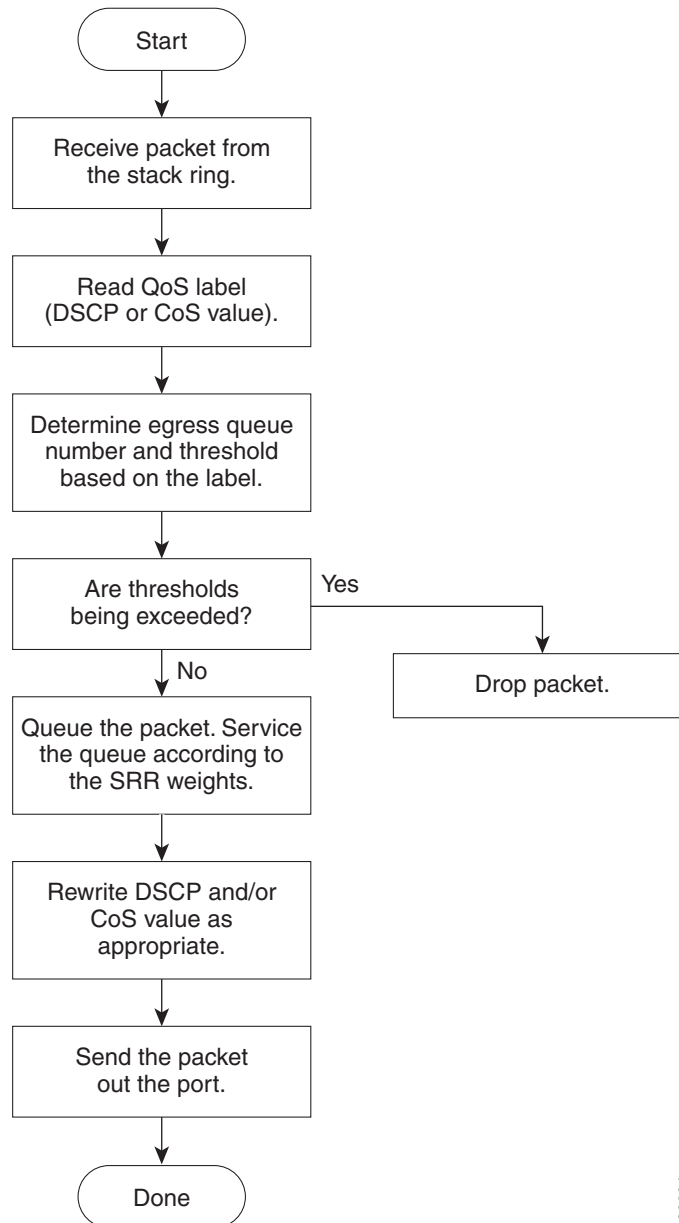 Start
Receive packet from
the stack ring.
Read QoS label
(DSCP or CoS value).
Determine egress queue
number and threshold
based on the label.
Are thresholds
being exceeded?
Yes
No
Drop packet.
Queue the packet. Service
the queue according to
the SRR weights.
Rewrite DSCP and/or
CoS value as
appropriate.
Send the packet
out the port.
Done